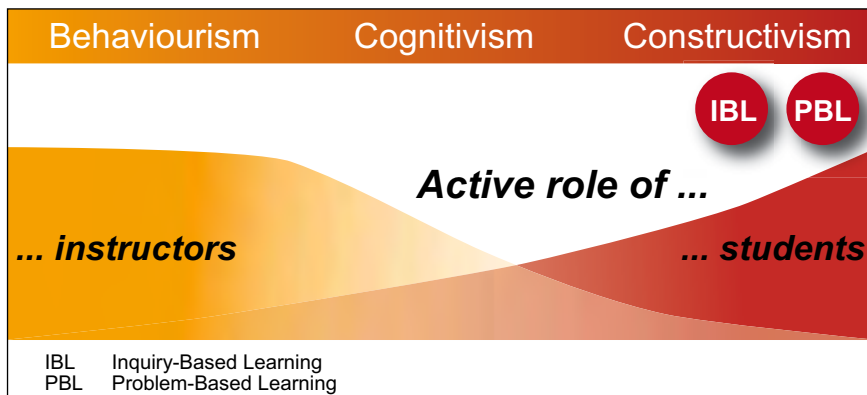 Behaviourism Cognitivism Constructivism
IBL PBL
Active role of ...
... instructors ... students
IBL Inquiry-Based Learning
PBL Problem-Based Learning